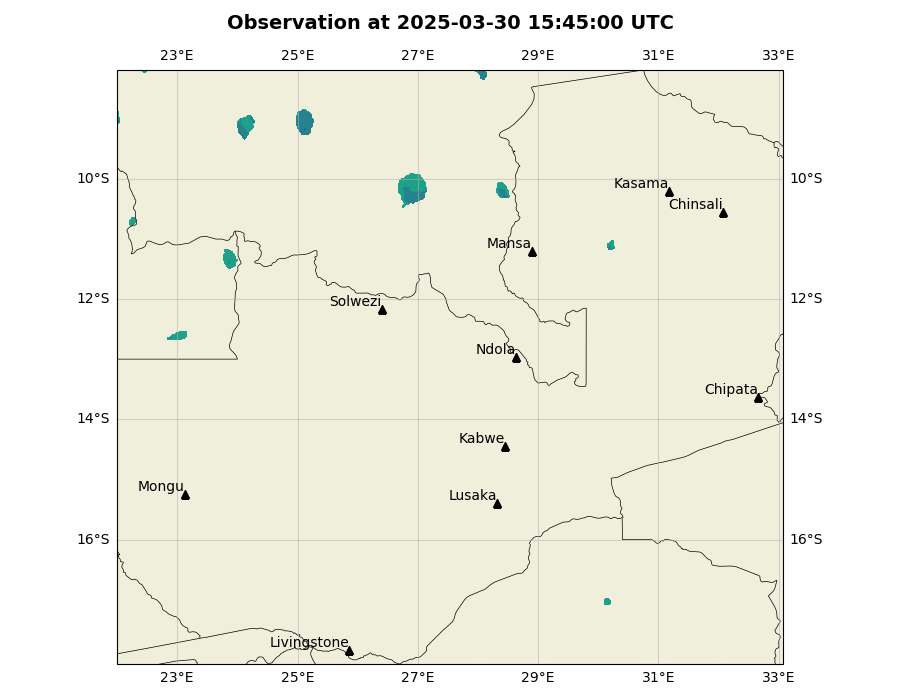 Observation at 2025-03-30 15:45:00 UTC
23°E 25°E 27°E 29°E 31°E 33°E
10°S 10°S
Kasama
Chinsali
Mansa
12°S 12°S
Solwezi
Ndola
Chipata
14°S 14°S
Kabwe
Mongu
Lusaka
16°S 16°S
Livingstone
23°E 25°E 27°E 29°E 31°E 33°E